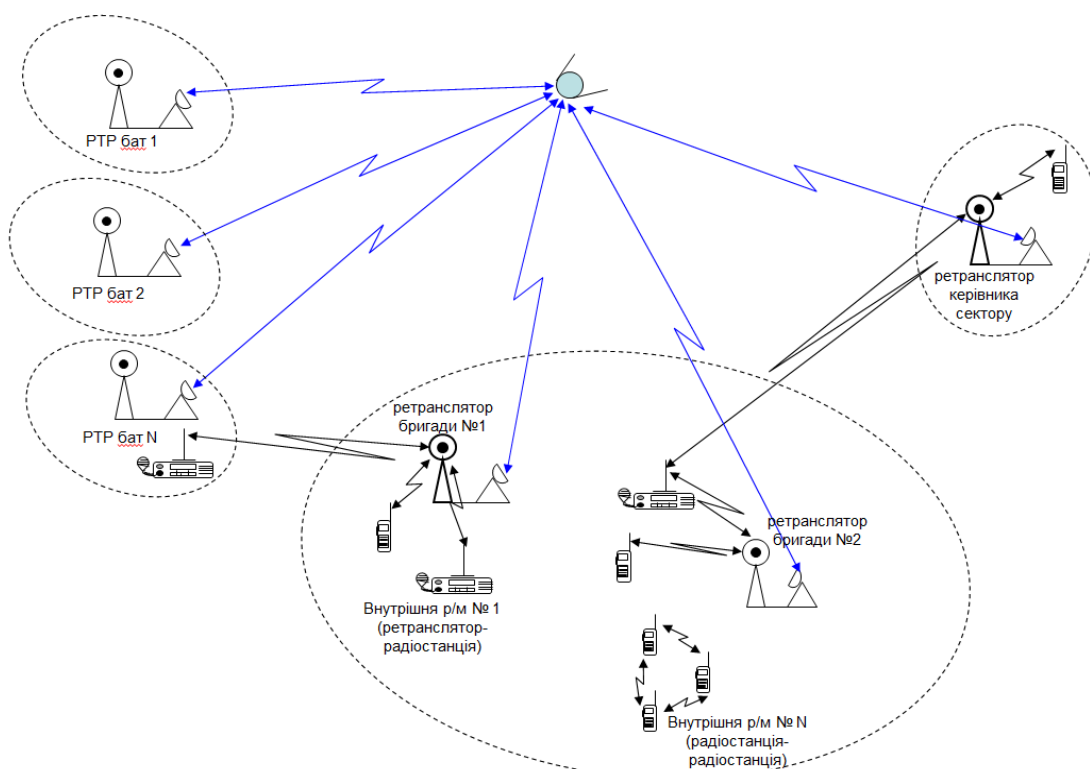 РТР бат 1
РТР бат 2
РТР бат N
ретранслятор
бригади №1
ретранслятор
керівника
сектору
ретранслятор
бригади №2
Внутрішня р/м № 1
(ретранслятор-
радіостанція)
Внутрішня р/м № N
(радіостанція-
радіостанція)